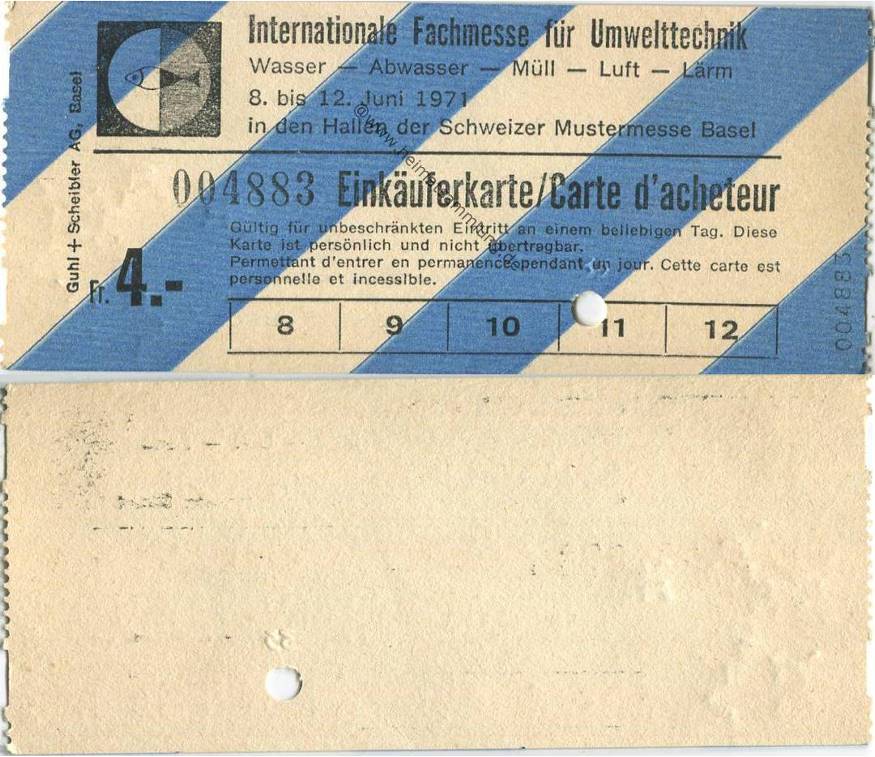 Internationale Fachmesse für Umwelttechnik
Wasser — Abwasser — Müll — Luft — Lärm
8. bis 12. Juni 1971
in den Hallen der Schweizer Mustermesse Basel
Guhl + Scheibler AG, Basel
004883 Einkäuferkarte/Carte d'acheteur
Gültig für unbeschränkten Eintritt an einem beliebigen Tag. Diese
Karte ist persönlich und nicht übertragbar.
Permettant d'entrer en permanence pendant un jour. Cette carte est
personnelle et incessible.
Fr. 4.-
8 9 10 11 12
004883